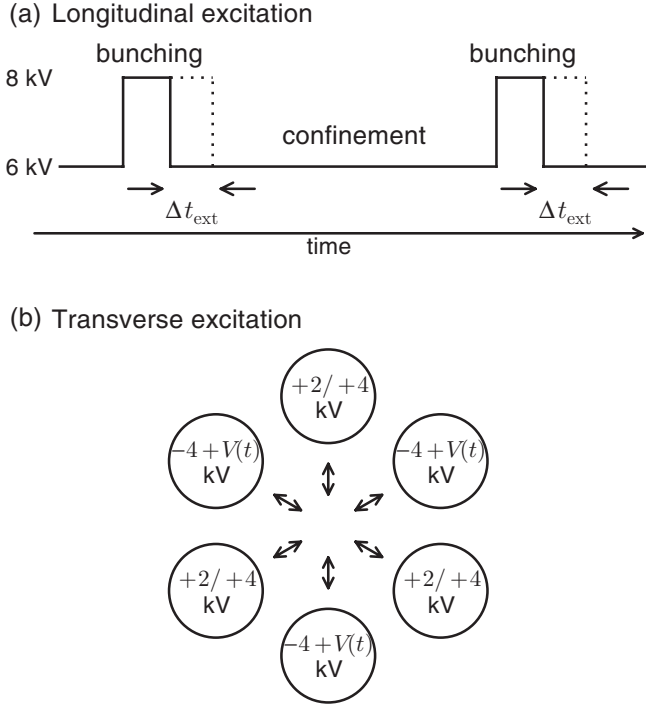 (a) Longitudinal excitation
bunching bunching
8 kV
confinement
6 kV
Δt_ext Δt_ext
time
(b) Transverse excitation
+2/+4
kV
−4+V(t)
kV
−4+V(t)
kV
+2/+4
kV
+2/+4
kV
−4+V(t)
kV